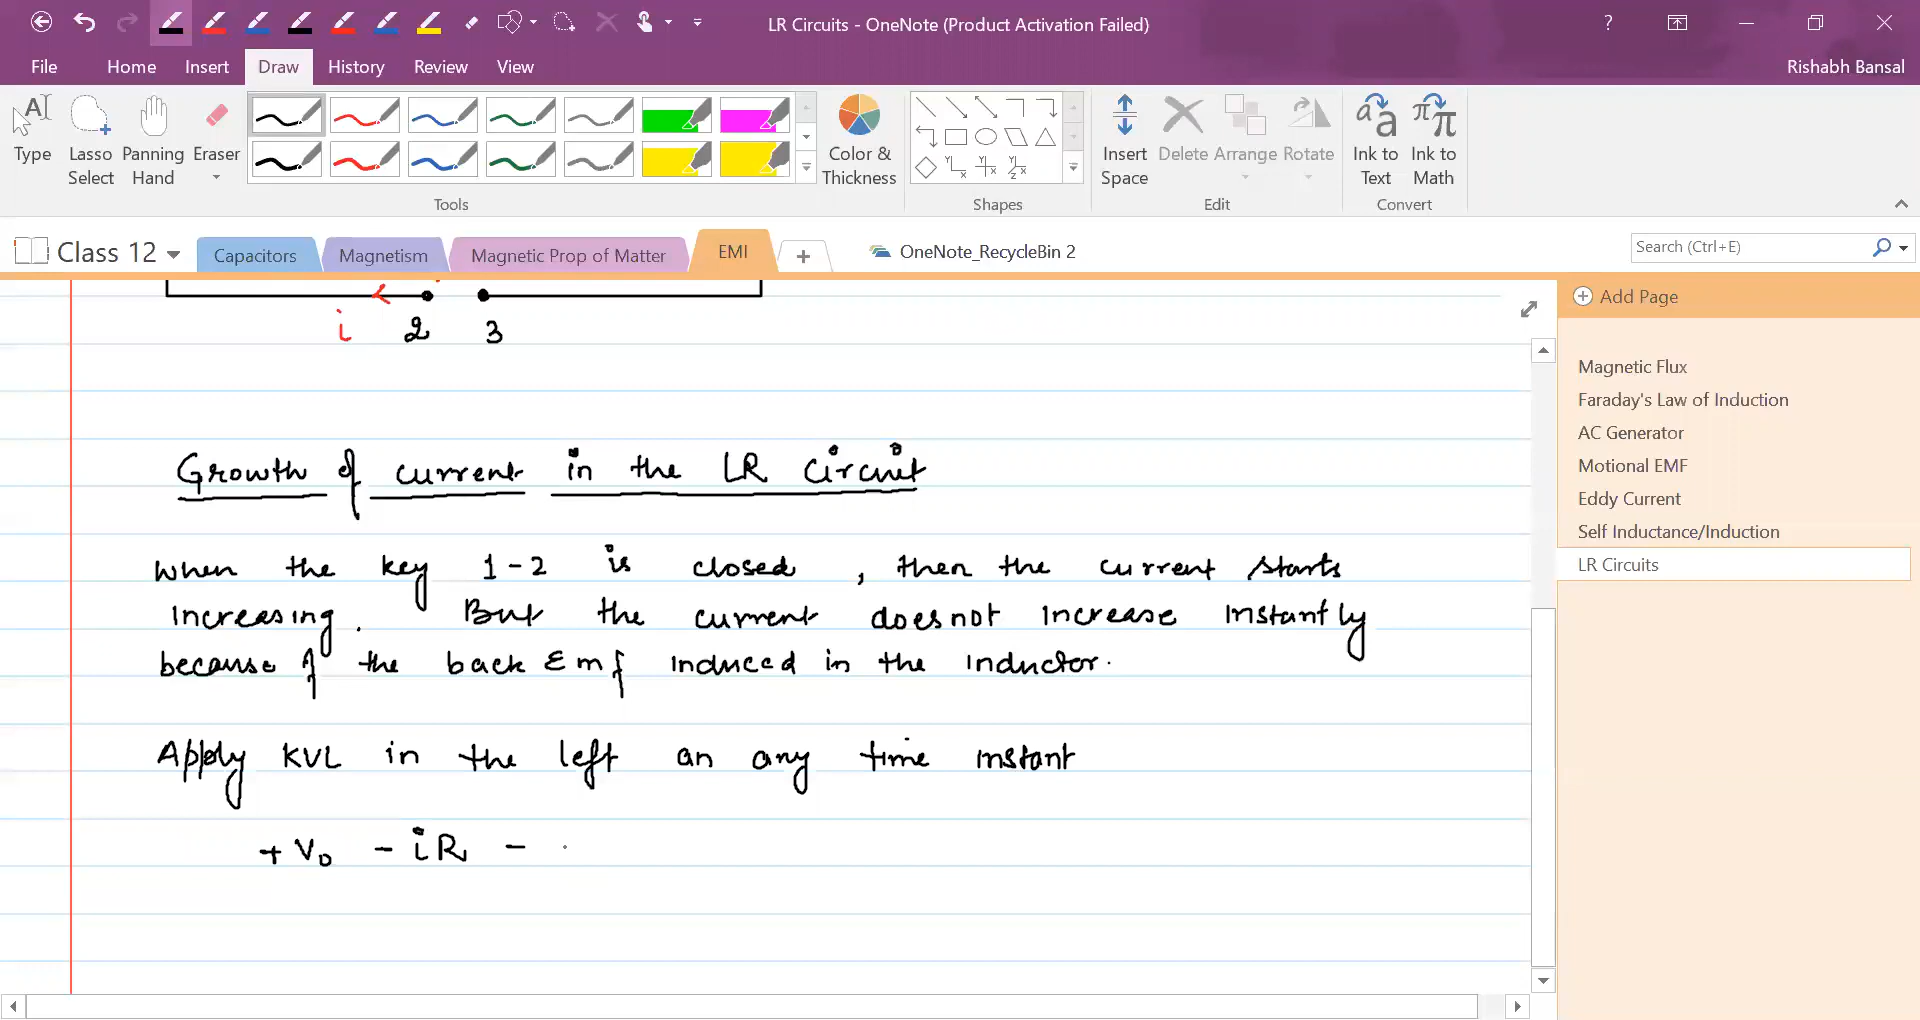 LR Circuits - OneNote (Product Activation Failed)
?
File Home Insert Draw History Review View Rishabh Bansal
Type Lasso Select Panning Hand Eraser
Color & Thickness
Insert Space Delete Arrange Rotate
Ink to Text Ink to Math
Tools Shapes Edit Convert
Class 12 Capacitors Magnetism Magnetic Prop of Matter EMI + OneNote_RecycleBin 2 Search (Ctrl+E)
Add Page
Magnetic Flux
Faraday's Law of Induction
AC Generator
Motional EMF
Eddy Current
Self Inductance/Induction
LR Circuits
i 2 3
Growth of current in the LR Circuit
When the key 1-2 is closed, then the current starts
increasing. But the current doesnot increase instantly
because of the back Emf induced in the inductor.
Apply KVL in the left an any time instant
+ V₀ - iR₁ -